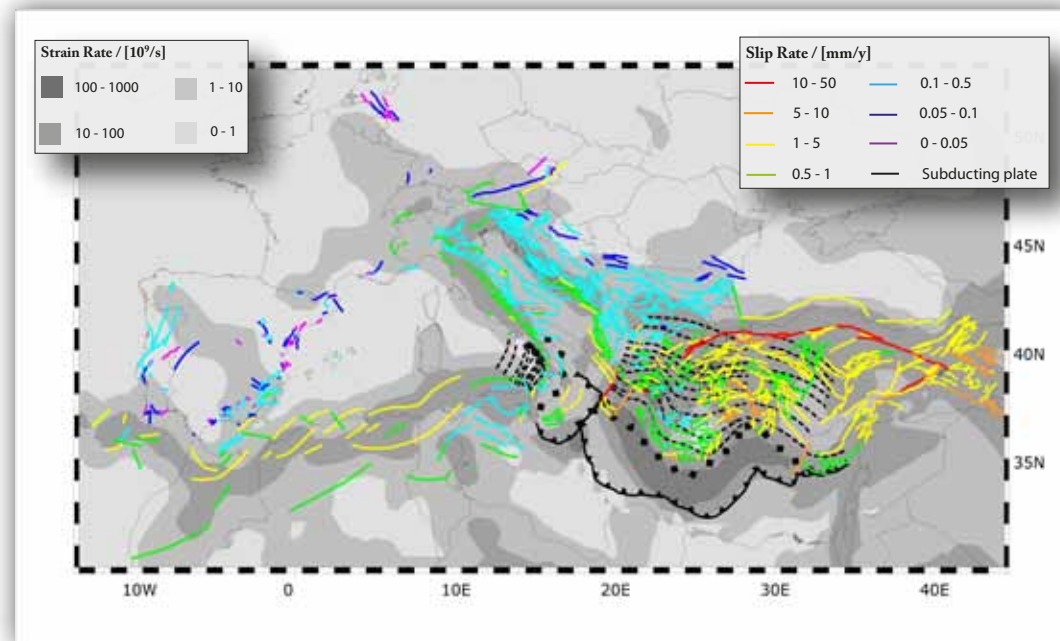 Strain Rate / [10⁹/s]
100 - 1000
1 - 10
10 - 100
0 - 1
Slip Rate / [mm/y]
10 - 50
0.1 - 0.5
5 - 10
0.05 - 0.1
1 - 5
0 - 0.05
0.5 - 1
Subducting plate
50N
45N
40N
35N
10W
0
10E
20E
30E
40E